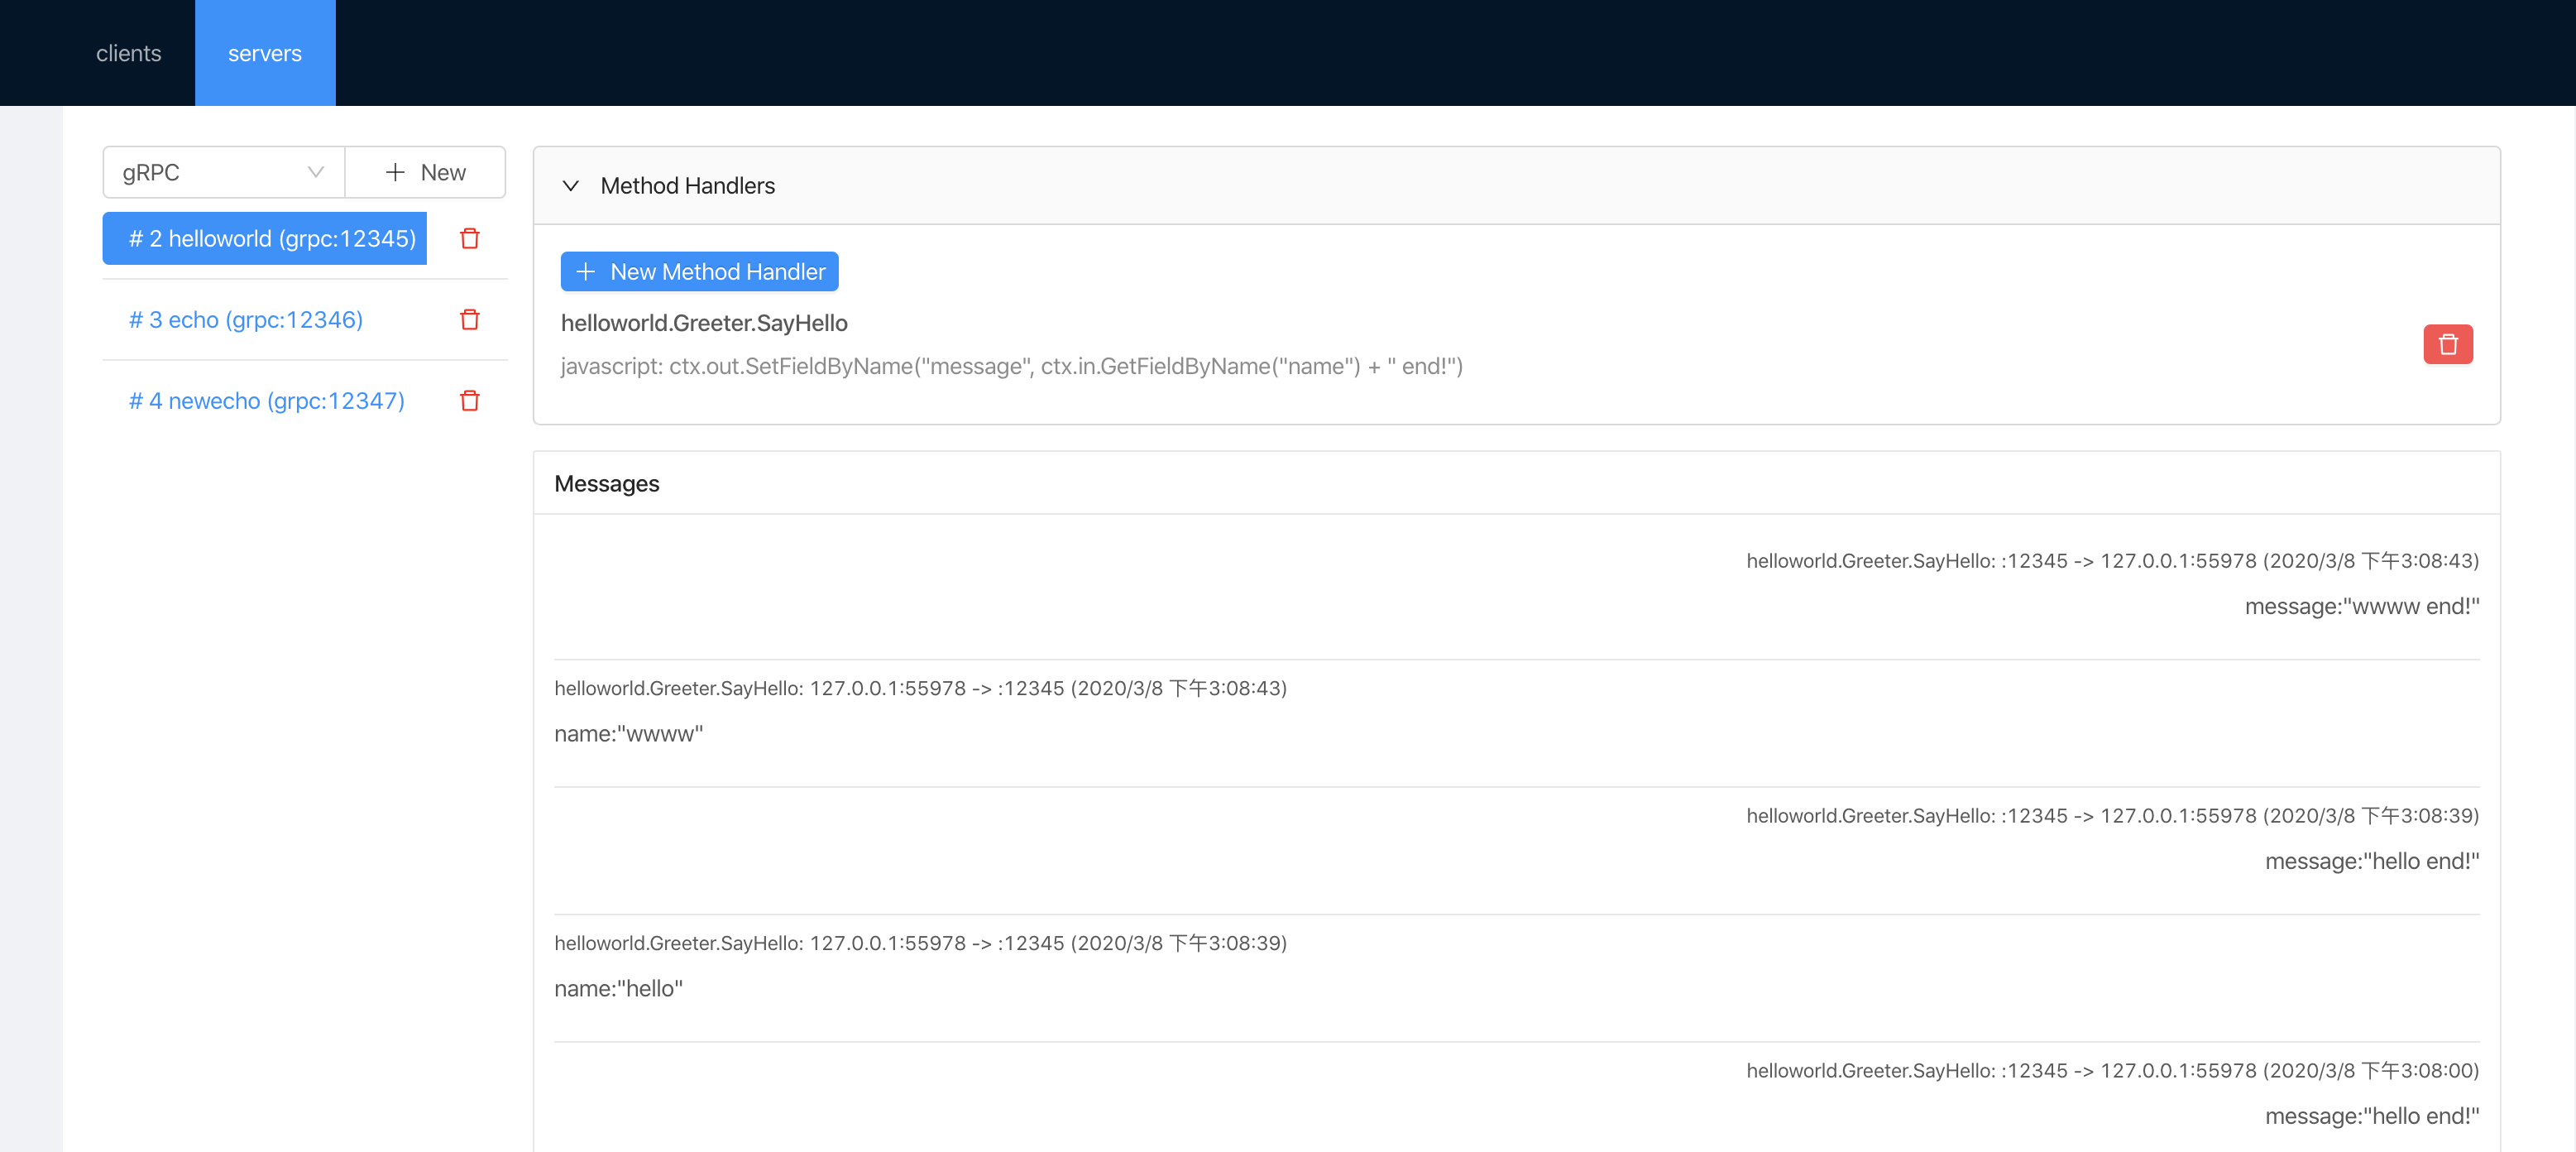 clients servers
gRPC + New
# 2 helloworld (grpc:12345)
# 3 echo (grpc:12346)
# 4 newecho (grpc:12347)
Method Handlers
+ New Method Handler
helloworld.Greeter.SayHello
javascript: ctx.out.SetFieldByName("message", ctx.in.GetFieldByName("name") + " end!")
Messages
helloworld.Greeter.SayHello: :12345 -> 127.0.0.1:55978 (2020/3/8 下午3:08:43)
message:"wwww end!"
helloworld.Greeter.SayHello: 127.0.0.1:55978 -> :12345 (2020/3/8 下午3:08:43)
name:"wwww"
helloworld.Greeter.SayHello: :12345 -> 127.0.0.1:55978 (2020/3/8 下午3:08:39)
message:"hello end!"
helloworld.Greeter.SayHello: 127.0.0.1:55978 -> :12345 (2020/3/8 下午3:08:39)
name:"hello"
helloworld.Greeter.SayHello: :12345 -> 127.0.0.1:55978 (2020/3/8 下午3:08:00)
message:"hello end!"